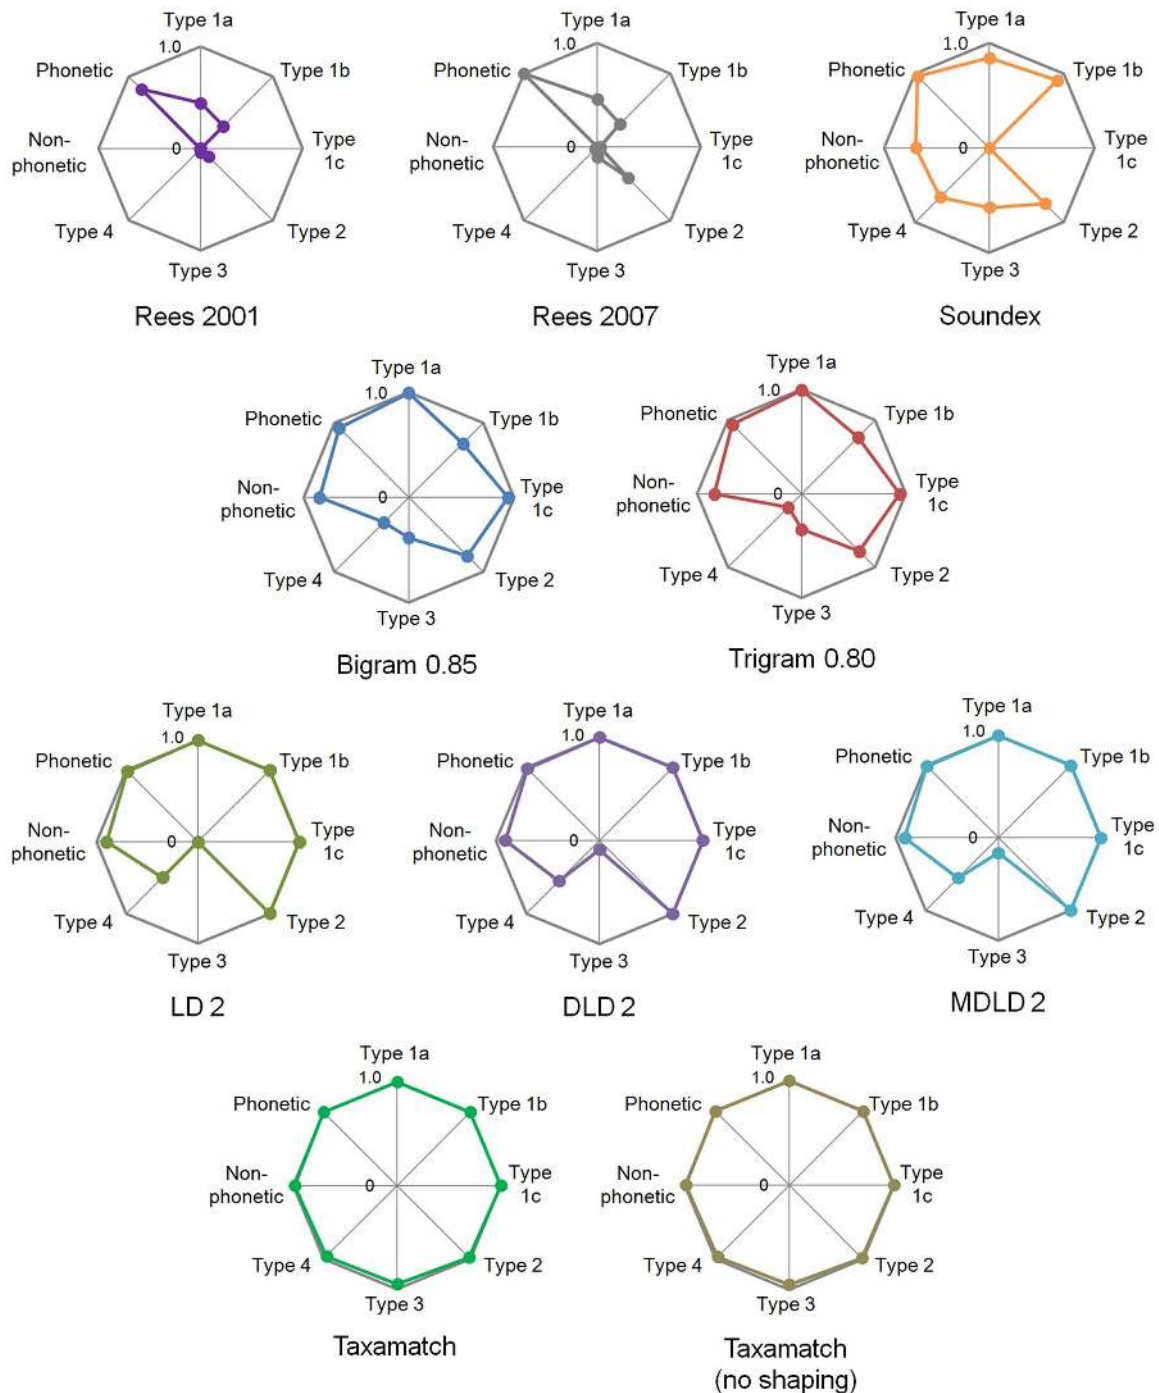 Type 1a
1.0
Phonetic
Type 1b
0
Non-
phonetic
Type
1c
Type 4
Type 2
Type 3
Rees 2001
Type 1a
1.0
Phonetic
Type 1b
0
Non-
phonetic
Type
1c
Type 4
Type 2
Type 3
Rees 2007
Type 1a
1.0
Phonetic
Type 1b
0
Non-
phonetic
Type
1c
Type 4
Type 2
Type 3
Soundex
Type 1a
1.0
Phonetic
Type 1b
0
Non-
phonetic
Type
1c
Type 4
Type 2
Type 3
Bigram 0.85
Type 1a
1.0
Phonetic
Type 1b
0
Non-
phonetic
Type
1c
Type 4
Type 2
Type 3
Trigram 0.80
Type 1a
1.0
Phonetic
Type 1b
0
Non-
phonetic
Type
1c
Type 4
Type 2
Type 3
LD 2
Type 1a
1.0
Phonetic
Type 1b
0
Non-
phonetic
Type
1c
Type 4
Type 2
Type 3
DLD 2
Type 1a
1.0
Phonetic
Type 1b
0
Non-
phonetic
Type
1c
Type 4
Type 2
Type 3
MDLD 2
Type 1a
1.0
Phonetic
Type 1b
0
Non-
phonetic
Type
1c
Type 4
Type 2
Type 3
Taxamatch
Type 1a
1.0
Phonetic
Type 1b
0
Non-
phonetic
Type
1c
Type 4
Type 2
Type 3
Taxamatch
(no shaping)